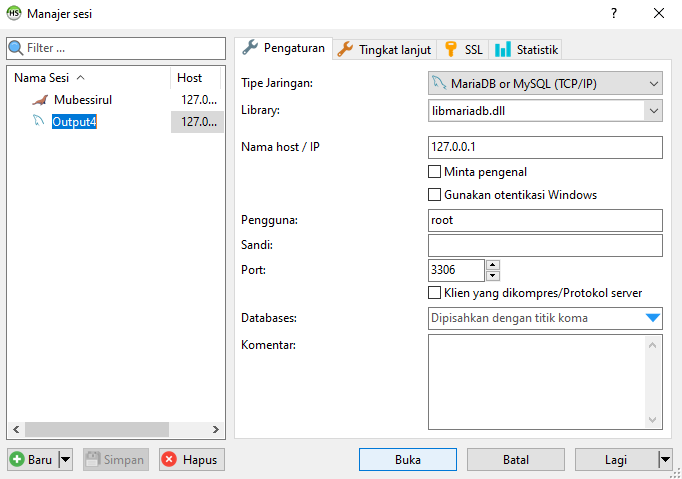 HS Manajer sesi
Filter ...
Nama Sesi Host
Mubessirul 127.0...
Output4 127.0...
Baru Simpan Hapus
Pengaturan Tingkat lanjut SSL Statistik
Tipe Jaringan: MariaDB or MySQL (TCP/IP)
Library: libmariadb.dll
Nama host / IP 127.0.0.1
Minta pengenal
Gunakan otentikasi Windows
Pengguna: root
Sandi:
Port: 3306
Klien yang dikompres/Protokol server
Databases: Dipisahkan dengan titik koma
Komentar:
Buka Batal Lagi